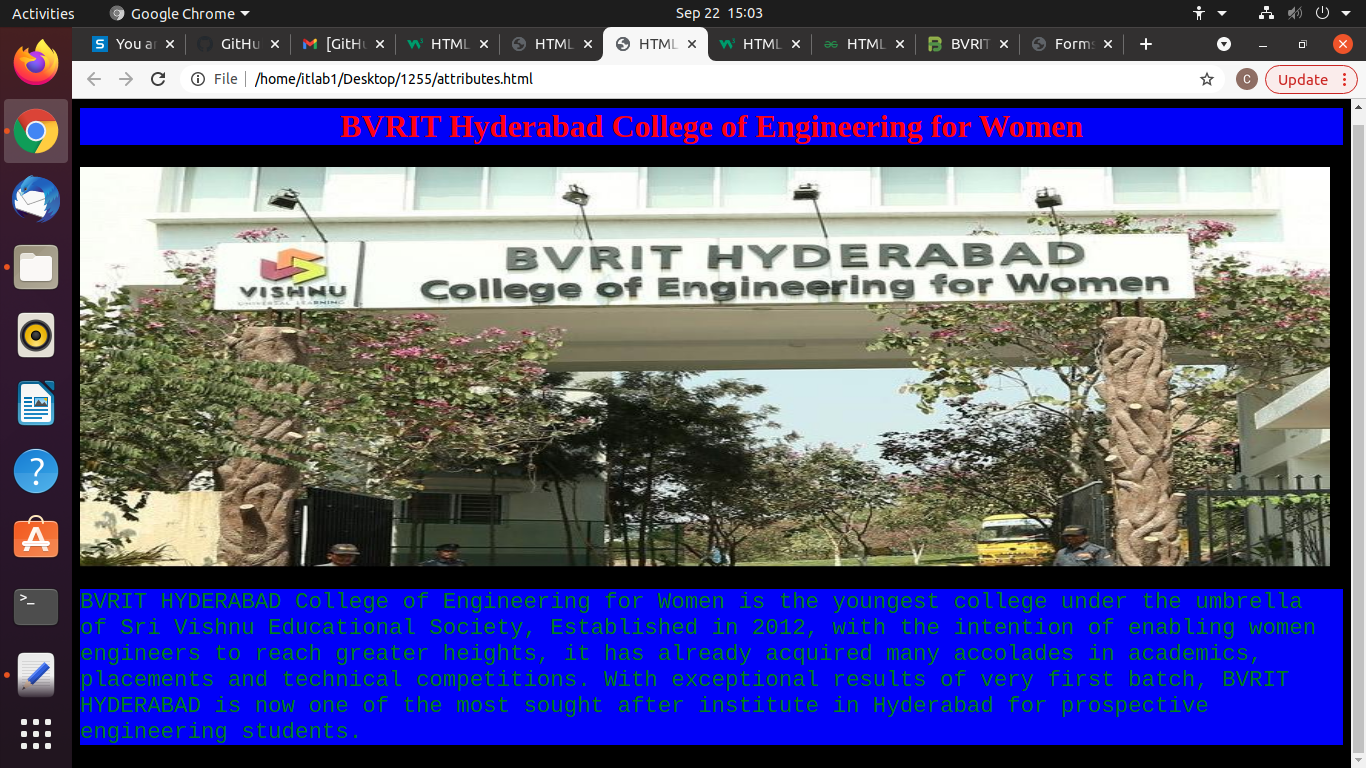 Activities
Google Chrome
Sep 22 15:03
You ar
GitHu
[GitHu
HTML
HTML
HTML
HTML
HTML
BVRIT
Forms
File
/home/itlab1/Desktop/1255/attributes.html
C
Update
BVRIT Hyderabad College of Engineering for Women
BVRIT HYDERABAD
College of Engineering for Women
VISHNU
UNIVERSAL LEARNING
BVRIT HYDERABAD College of Engineering for Women is the youngest college under the umbrella
of Sri Vishnu Educational Society, Established in 2012, with the intention of enabling women
engineers to reach greater heights, it has already acquired many accolades in academics,
placements and technical competitions. With exceptional results of very first batch, BVRIT
HYDERABAD is now one of the most sought after institute in Hyderabad for prospective
engineering students.